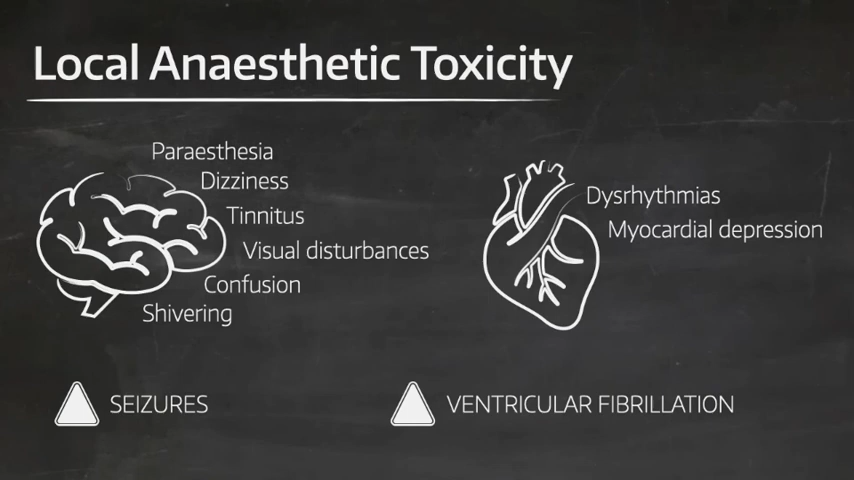 Local Anaesthetic Toxicity
Paraesthesia
Dizziness
Tinnitus
Visual disturbances
Confusion
Shivering
Dysrhythmias
Myocardial depression
SEIZURES
VENTRICULAR FIBRILLATION